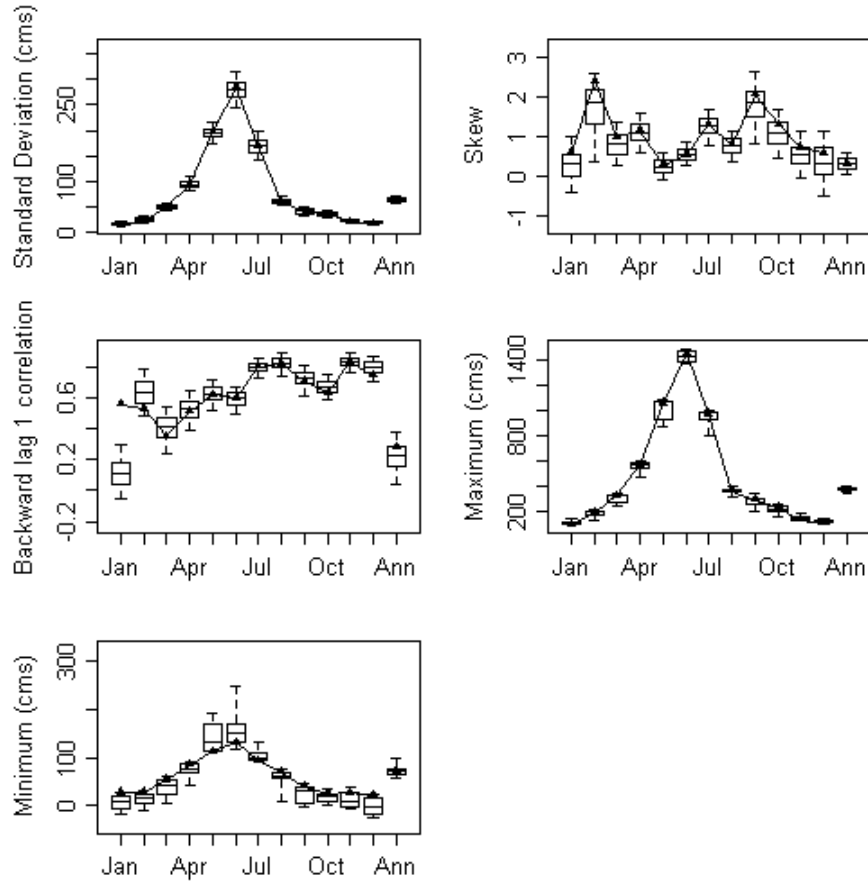 Standard Deviation (cms)
250
100
0
Jan
Apr
Jul
Oct
Ann
Skew
3
2
1
0
-1
Jan
Apr
Jul
Oct
Ann
Backward lag 1 correlation
0.6
0.2
-0.2
Jan
Apr
Jul
Oct
Ann
Maximum (cms)
1400
800
200
Jan
Apr
Jul
Oct
Ann
Minimum (cms)
300
100
0
Jan
Apr
Jul
Oct
Ann